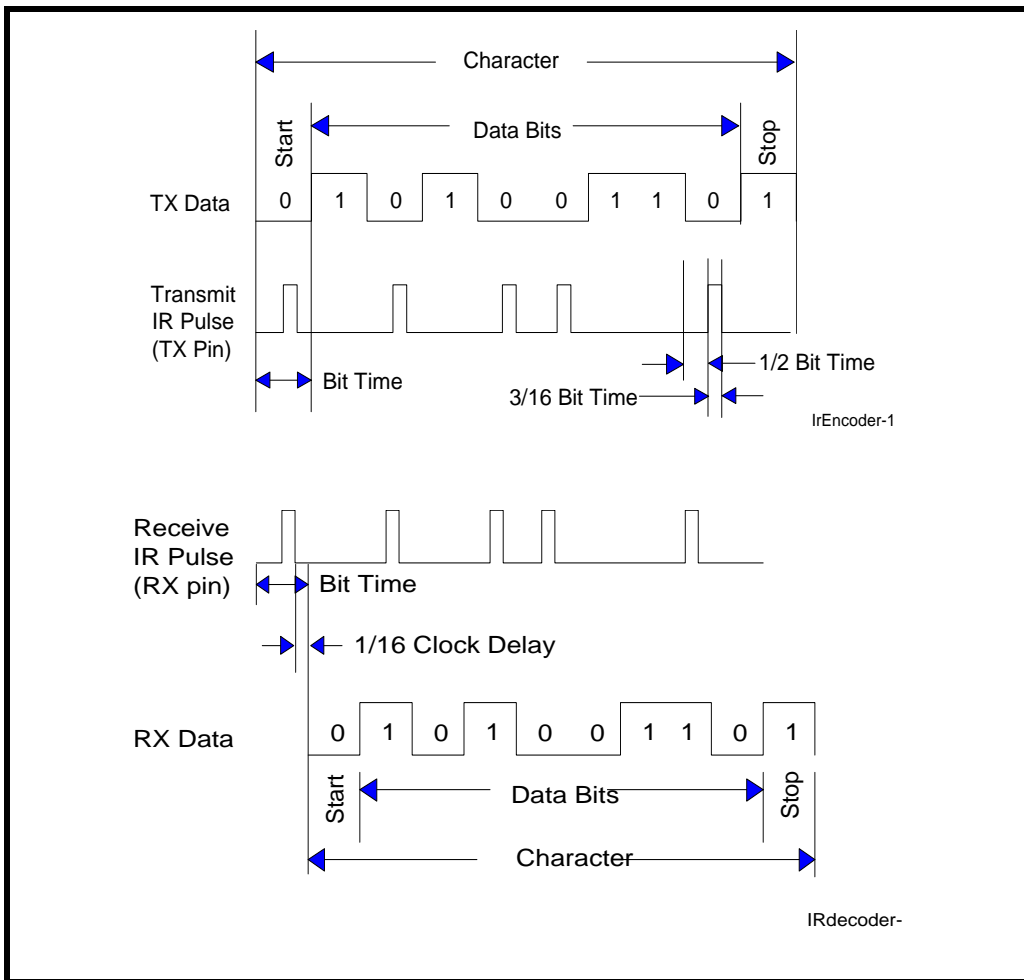 Character
Start
Data Bits
Stop
TX Data
0 1 0 1 0 0 1 1 0 1
Transmit
IR Pulse
(TX Pin)
Bit Time
1/2 Bit Time
3/16 Bit Time
IrEncoder-1
Receive
IR Pulse
(RX pin)
Bit Time
1/16 Clock Delay
RX Data
0 1 0 1 0 0 1 1 0 1
Start
Data Bits
Stop
Character
IRdecoder-